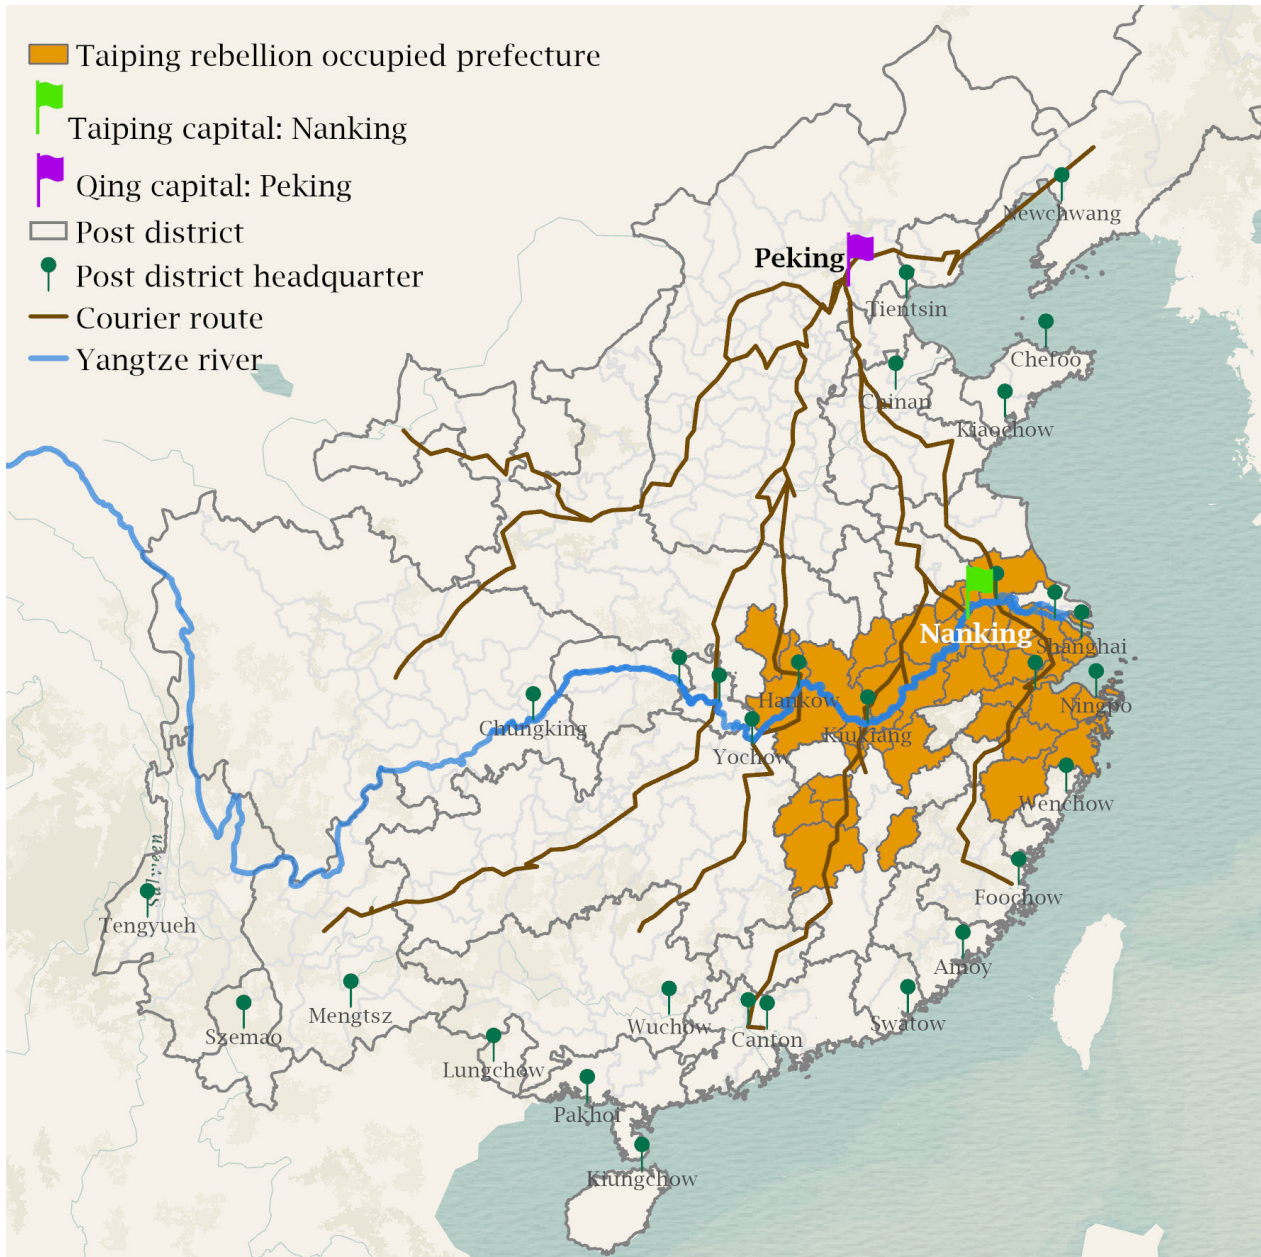 Taiping rebellion occupied prefecture
Taiping capital: Nanking
Qing capital: Peking
Post district
Post district headquarter
Courier route
Yangtze river
Newchwang
Peking
Tientsin
Chefoo
Chinan
Kiaochow
Nanking
Shanghai
Hankow
Ningpo
Chungking
Kiukiang
Yochow
Wenchow
Foochow
Tengyueh
Amoy
Mengtsz
Wuchow
Swatow
Szemao
Canton
Lungchow
Pakhoi
Kiungchow